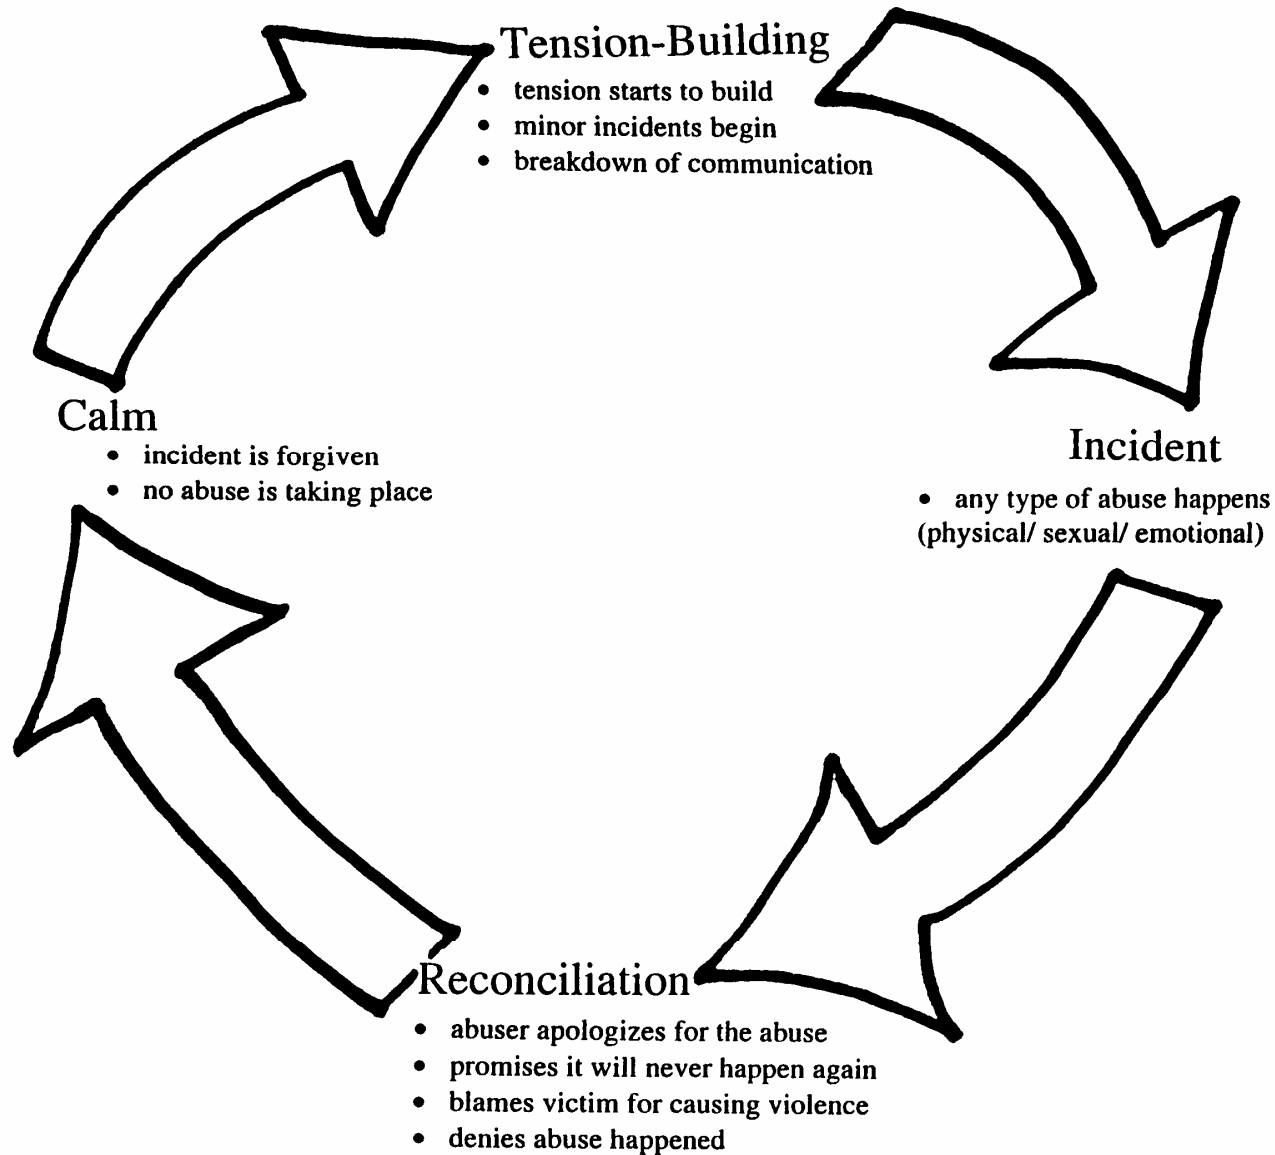 Tension-Building
• tension starts to build
• minor incidents begin
• breakdown of communication
Incident
• any type of abuse happens
(physical/ sexual/ emotional)
Reconciliation
• abuser apologizes for the abuse
• promises it will never happen again
• blames victim for causing violence
• denies abuse happened
Calm
• incident is forgiven
• no abuse is taking place